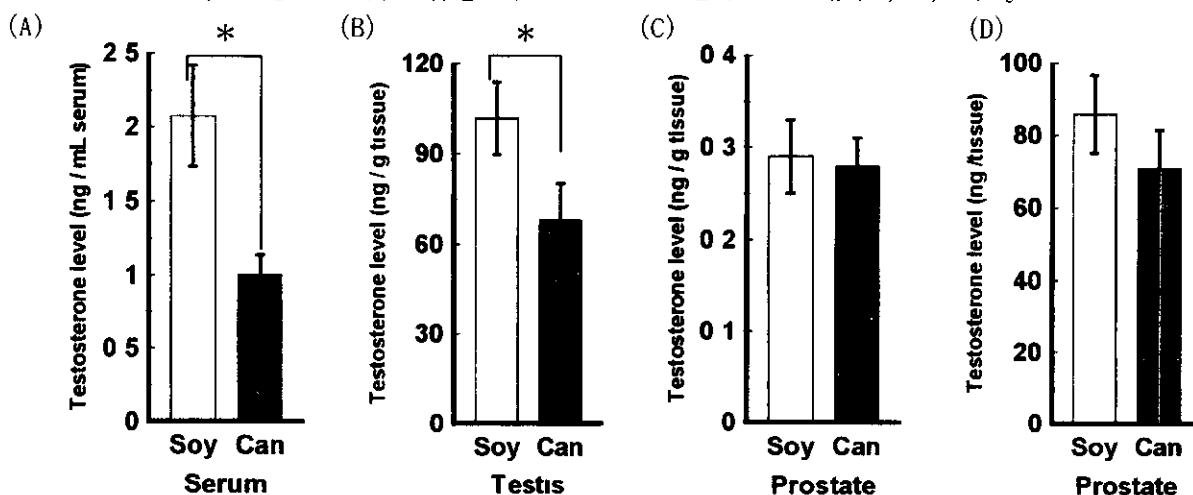 (A)
*
Testosterone level (ng / mL serum)
2 5
2
1 5
1
0 5
0
Soy Can
Serum
(B)
*
Testosterone level (ng / g tissue)
120
90
60
30
0
Soy Can
Testis
(C)
Testosterone level (ng / g tissue)
0 4
0 3
0 2
0 1
0
Soy Can
Prostate
(D)
Testosterone level (ng /tissue)
100
80
60
40
20
0
Soy Can
Prostate